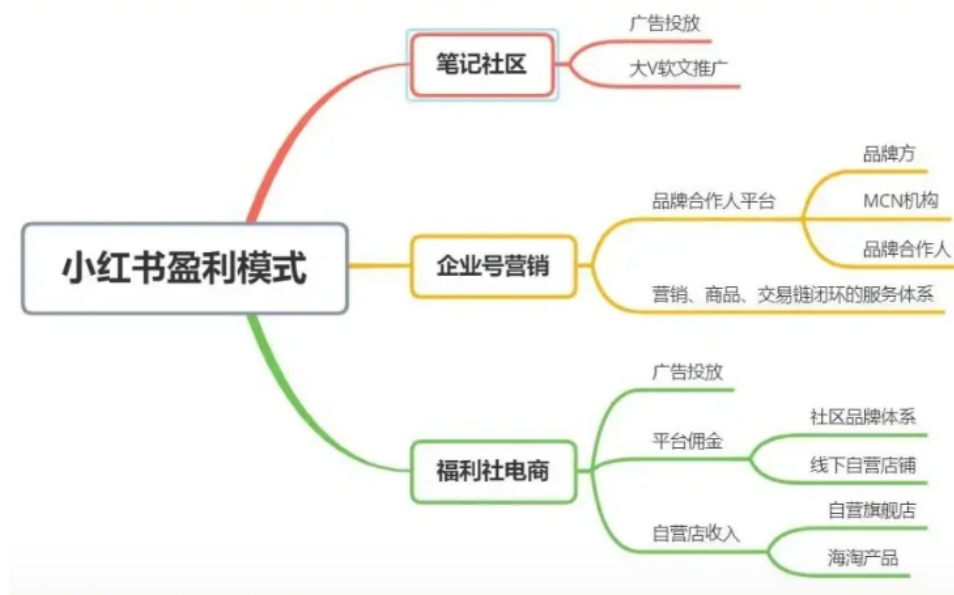 小红书盈利模式
笔记社区
广告投放
大V软文推广
企业号营销
品牌合作人平台
品牌方
MCN机构
品牌合作人
营销、商品、交易链闭环的服务体系
福利社电商
广告投放
平台佣金
社区品牌体系
线下自营店铺
自营店收入
自营旗舰店
海淘产品